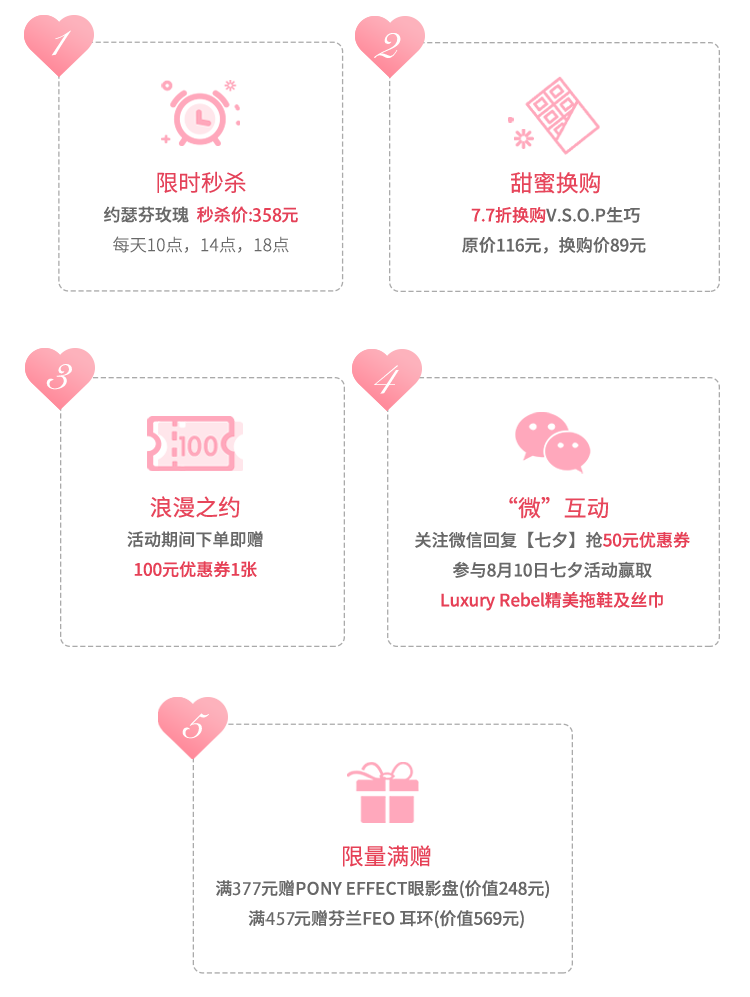 1
限时秒杀
约瑟芬玫瑰 秒杀价:358元
每天10点，14点，18点
2
甜蜜换购
7.7折换购V.S.O.P生巧
原价116元，换购价89元
3
100
浪漫之约
活动期间下单即赠
100元优惠券1张
4
“微”互动
关注微信回复【七夕】抢50元优惠券
参与8月10日七夕活动赢取
Luxury Rebel精美拖鞋及丝巾
5
限量满赠
满377元赠PONY EFFECT眼影盘(价值248元)
满457元赠芬兰FEO 耳环(价值569元)